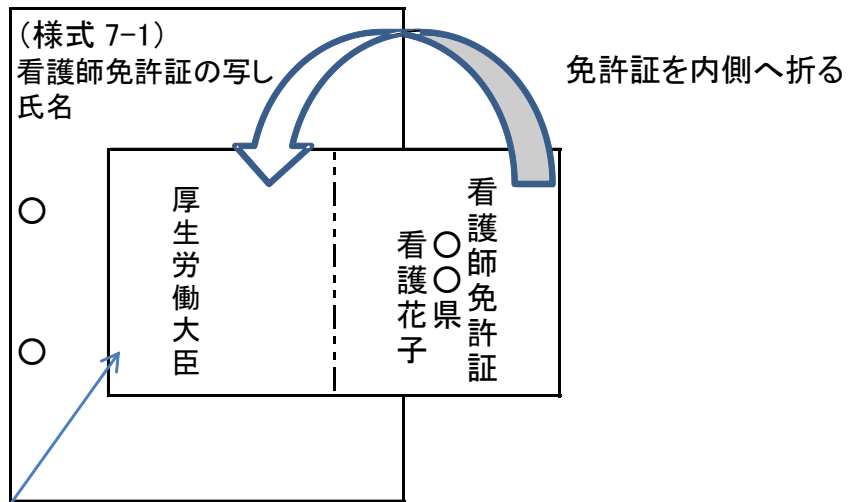 (様式 7-1)
看護師免許証の写し
氏名
免許証を内側へ折る
看護師免許証
〇〇県
看護花子
厚生労働大臣
〇
〇